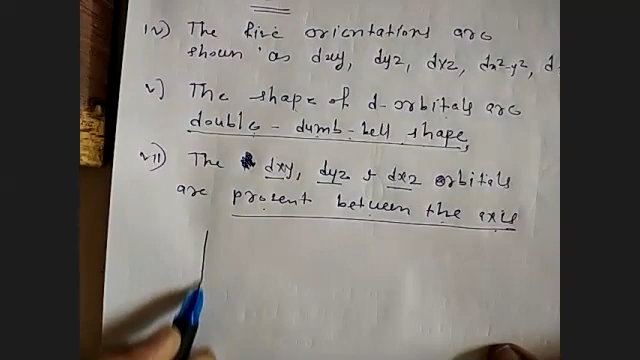 iv) The five orientations are
shown as dxy, dyz, dxz, dx²-y², d
v) The shape of d-orbitals are
double - dumb-bell shape,
vii) The dxy, dyz & dxz orbitals
are present between the axis